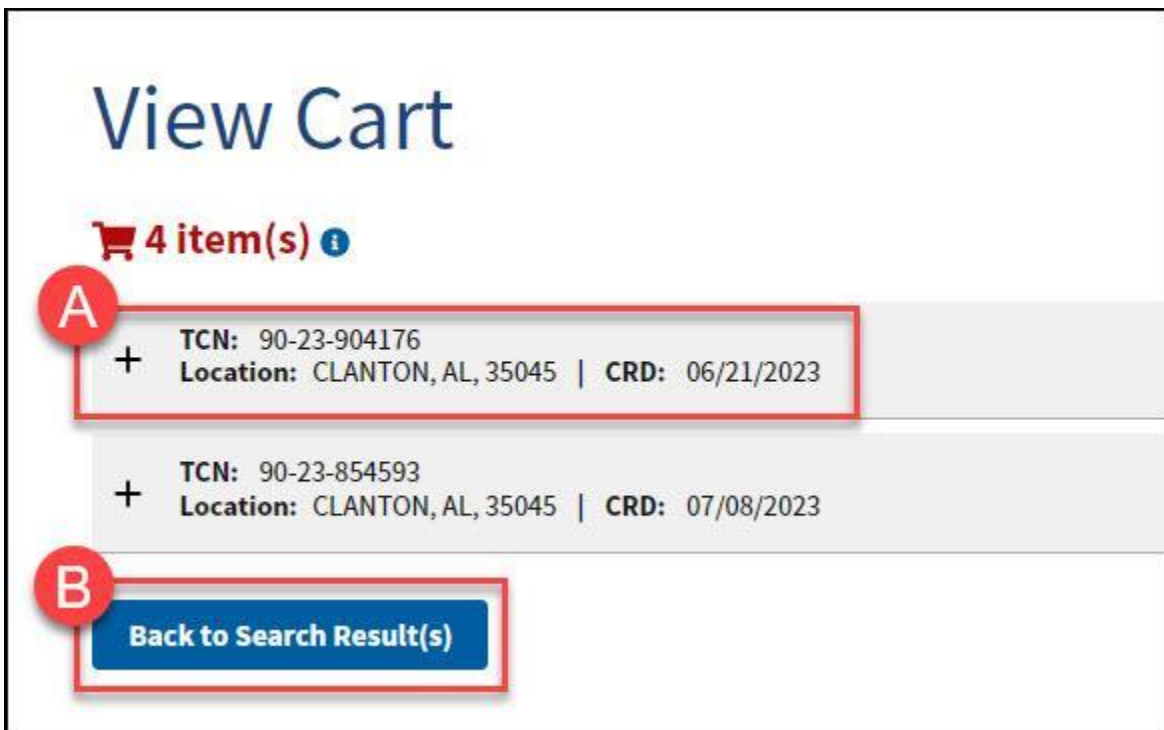 View Cart
4 item(s)
A
TCN: 90-23-904176
Location: CLANTON, AL, 35045 | CRD: 06/21/2023
TCN: 90-23-854593
Location: CLANTON, AL, 35045 | CRD: 07/08/2023
B
Back to Search Result(s)